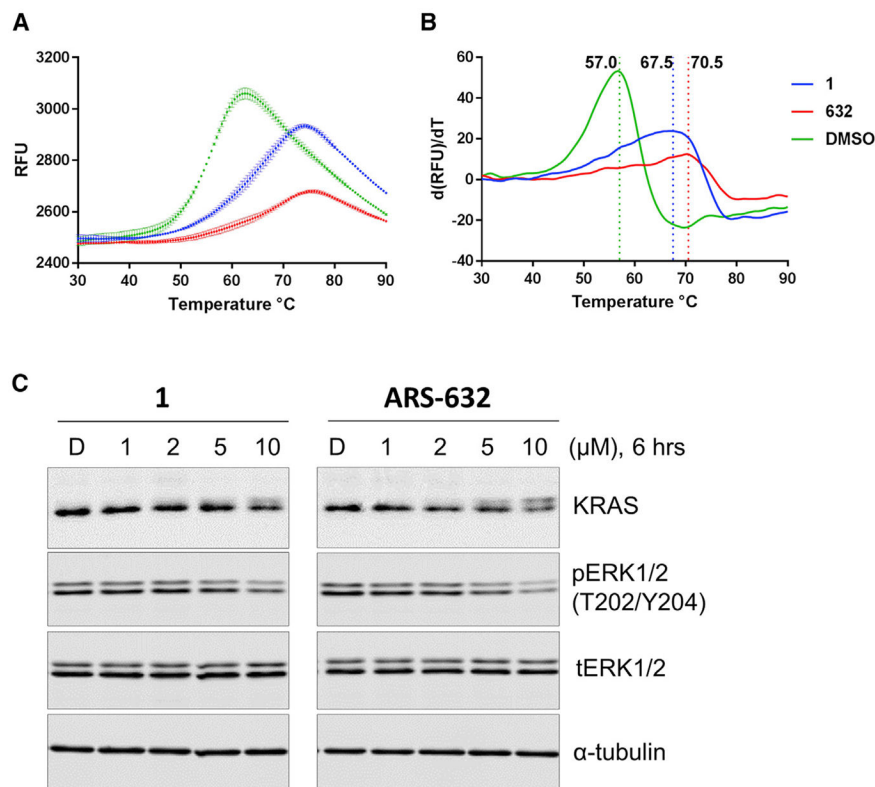 A
B
3200
3000
2800
2600
2400
RFU
30 40 50 60 70 80 90
Temperature °C
60
40
20
0
-20
-40
d(RFU)/dT
57.0 67.5 70.5
30 40 50 60 70 80 90
Temperature °C
1
632
DMSO
C
1
ARS-632
D 1 2 5 10 D 1 2 5 10 (μM), 6 hrs
KRAS
pERK1/2
(T202/Y204)
tERK1/2
α-tubulin